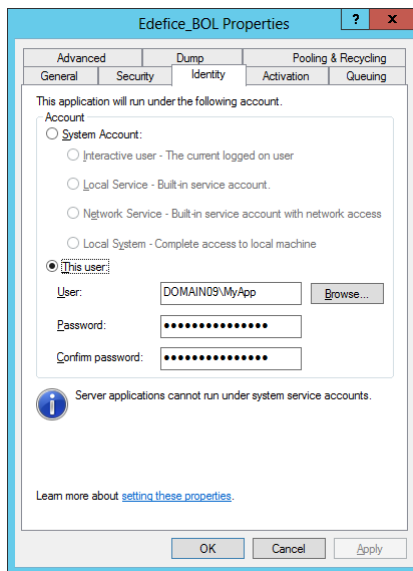 Edefice_BOL Properties
? x
Advanced Dump Pooling & Recycling
General Security Identity Activation Queuing
This application will run under the following account.
Account
System Account:
Interactive user - The current logged on user
Local Service - Built-in service account.
Network Service - Built-in service account with network access
Local System - Complete access to local machine
This user:
User: DOMAIN09\MyApp Browse...
Password: ●●●●●●●●●●●●●●●
Confirm password: ●●●●●●●●●●●●●●●
Server applications cannot run under system service accounts.
Learn more about setting these properties.
OK Cancel Apply